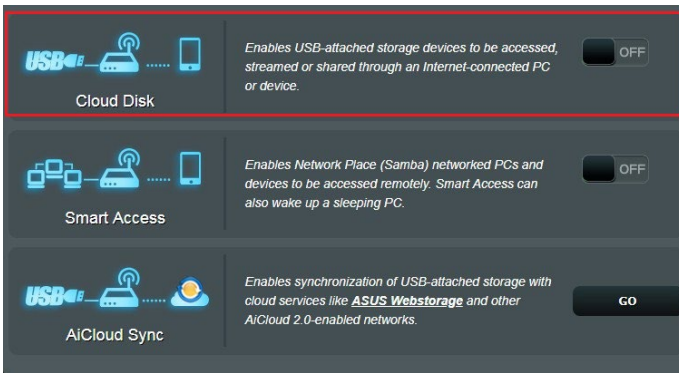 USB
Cloud Disk
Enables USB-attached storage devices to be accessed,
streamed or shared through an Internet-connected PC
or device.
OFF
Smart Access
Enables Network Place (Samba) networked PCs and
devices to be accessed remotely. Smart Access can
also wake up a sleeping PC.
OFF
USB
AiCloud Sync
Enables synchronization of USB-attached storage with
cloud services like ASUS Webstorage and other
AiCloud 2.0-enabled networks.
GO